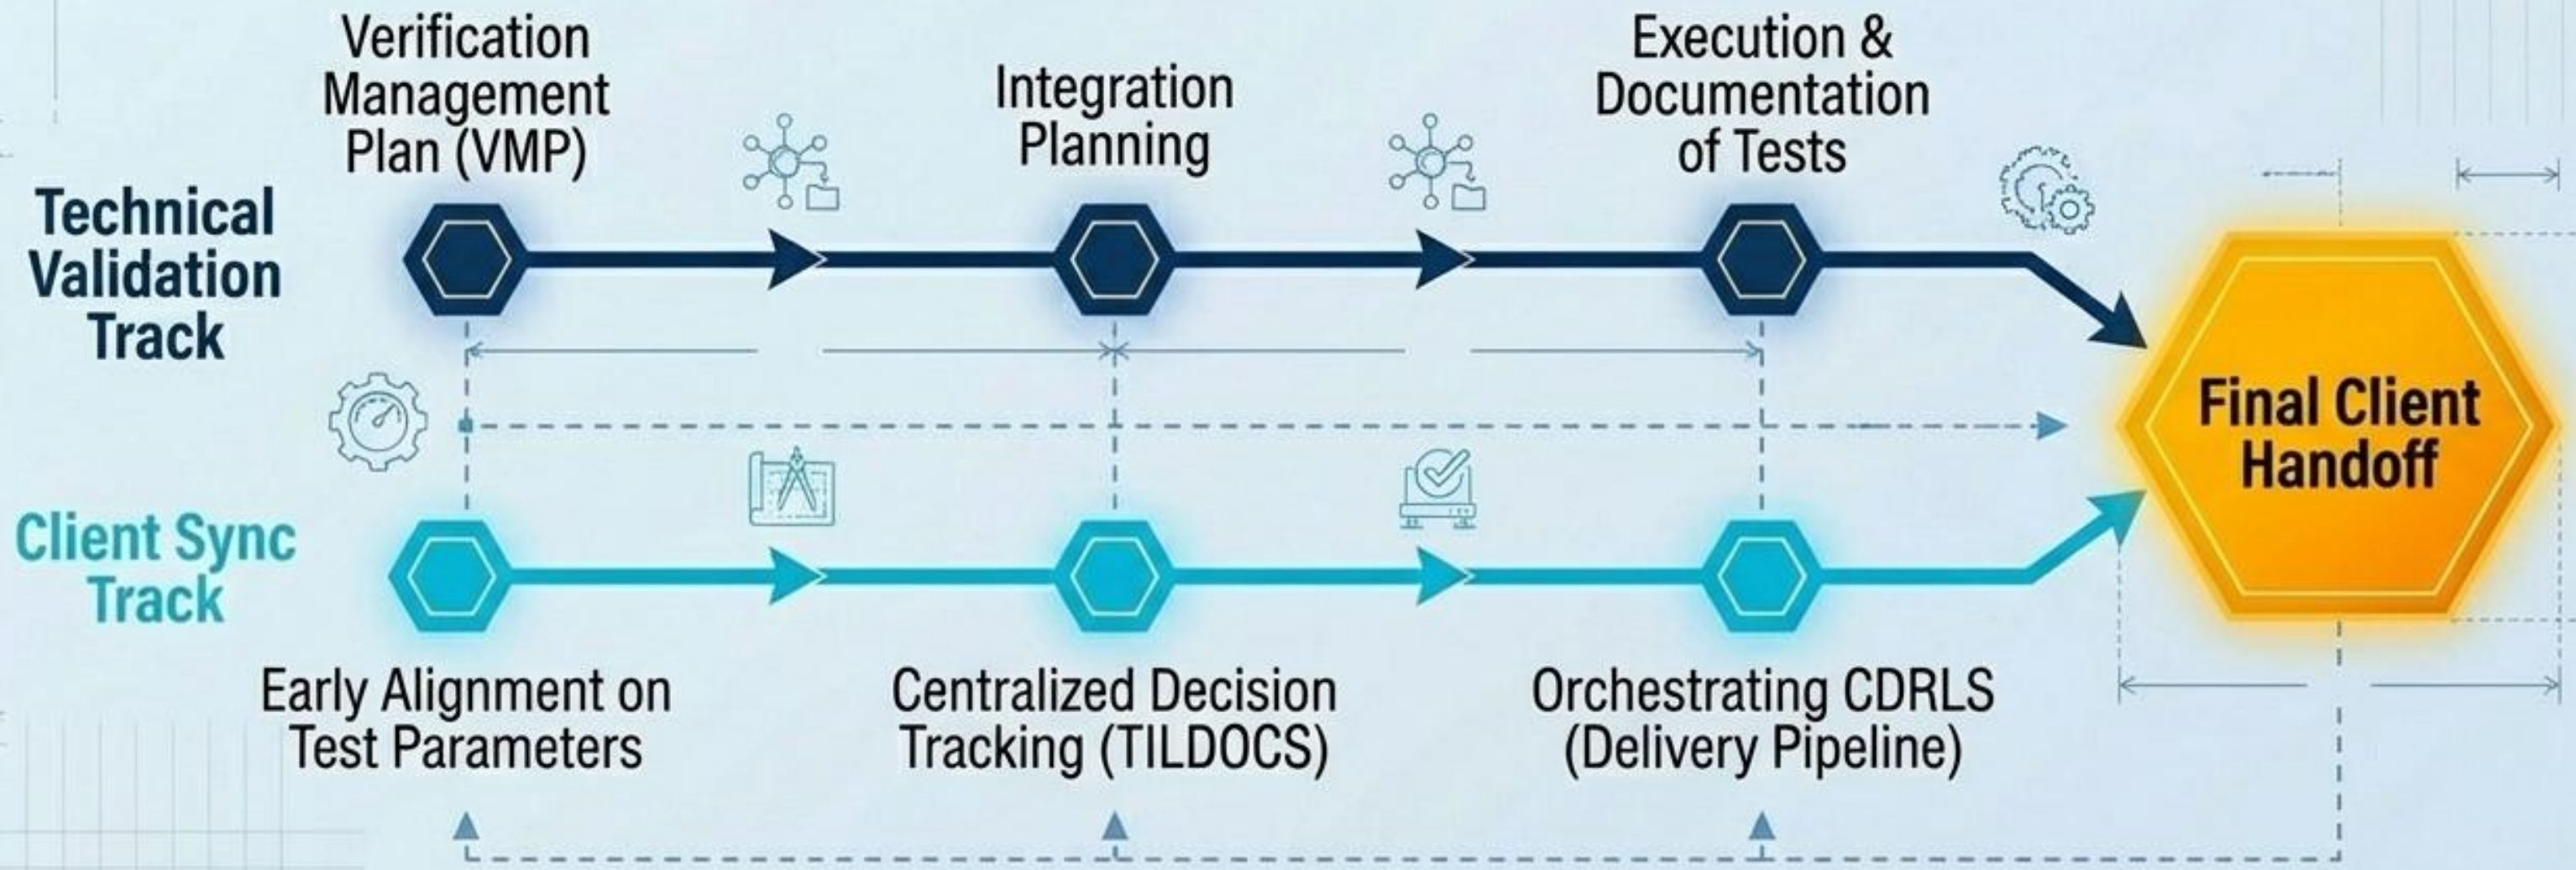 Verification
Management
Plan (VMP)
Integration
Planning
Execution &
Documentation
of Tests
Technical
Validation
Track
Final Client
Handoff
Client Sync
Track
Early Alignment on
Test Parameters
Centralized Decision
Tracking (TILDOCS)
Orchestrating CDRLS
(Delivery Pipeline)